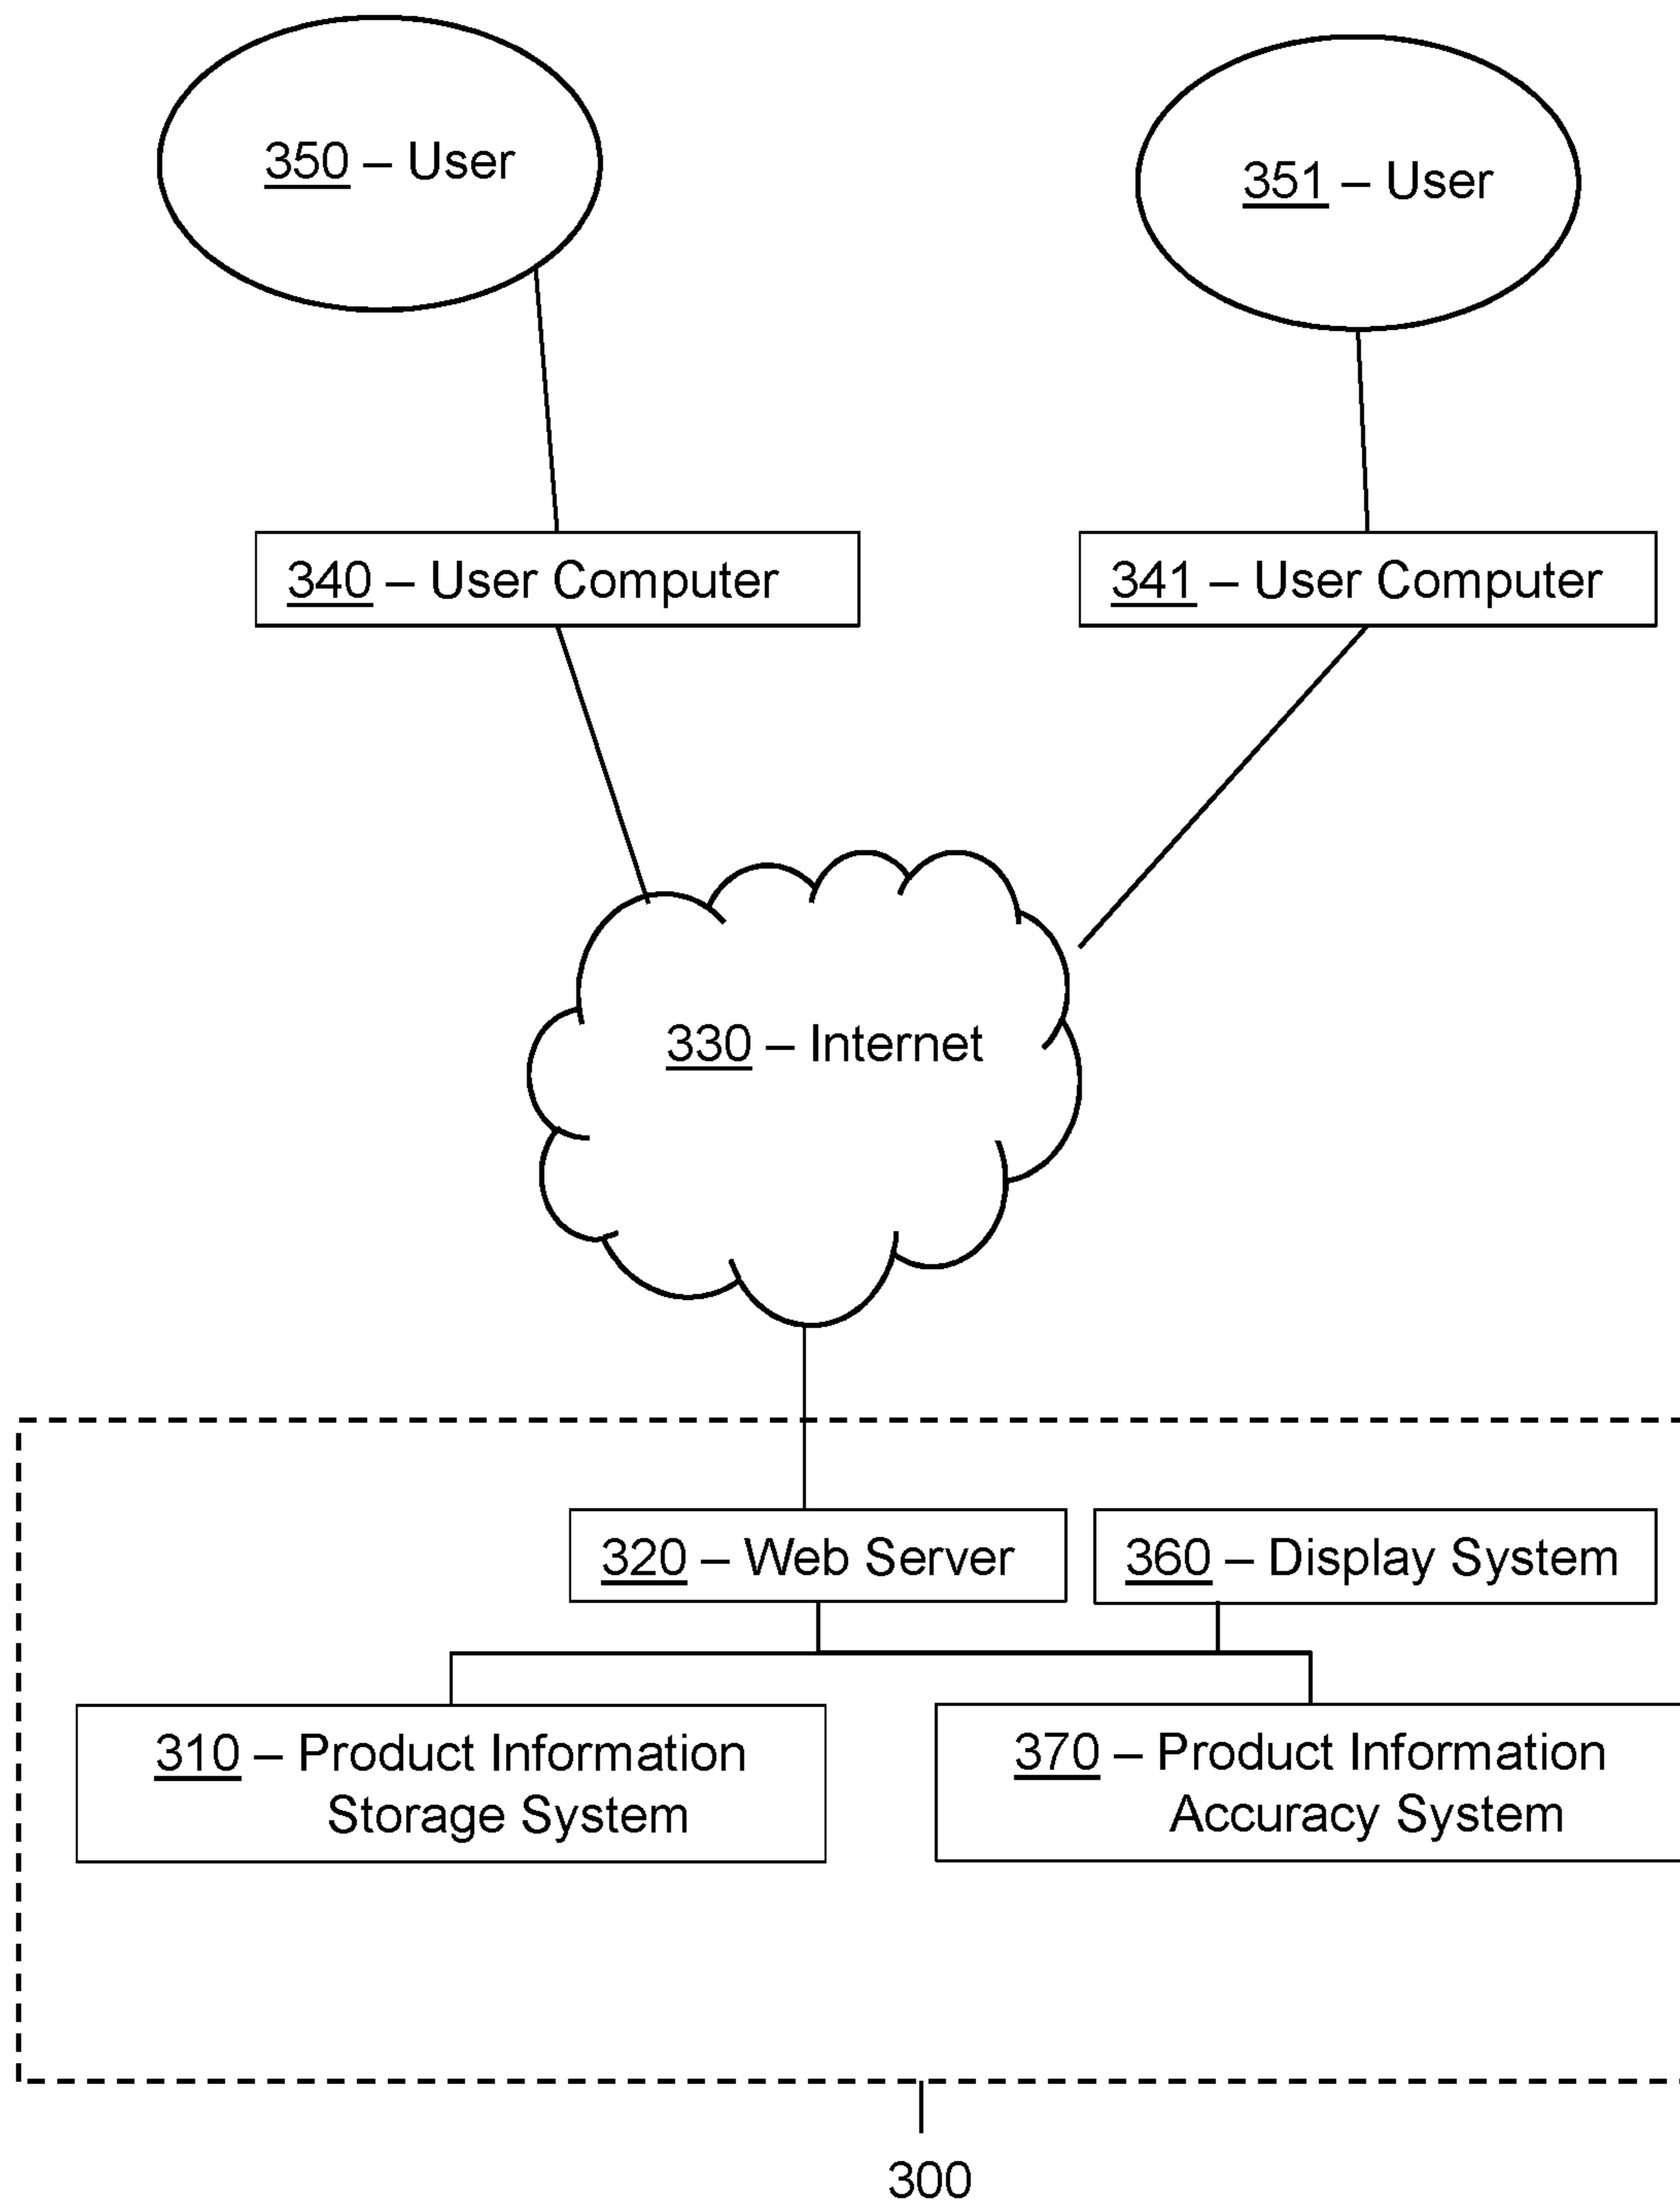 350 – User
351 – User
340 – User Computer
341 – User Computer
330 – Internet
320 – Web Server
360 – Display System
310 – Product Information
Storage System
370 – Product Information
Accuracy System
300